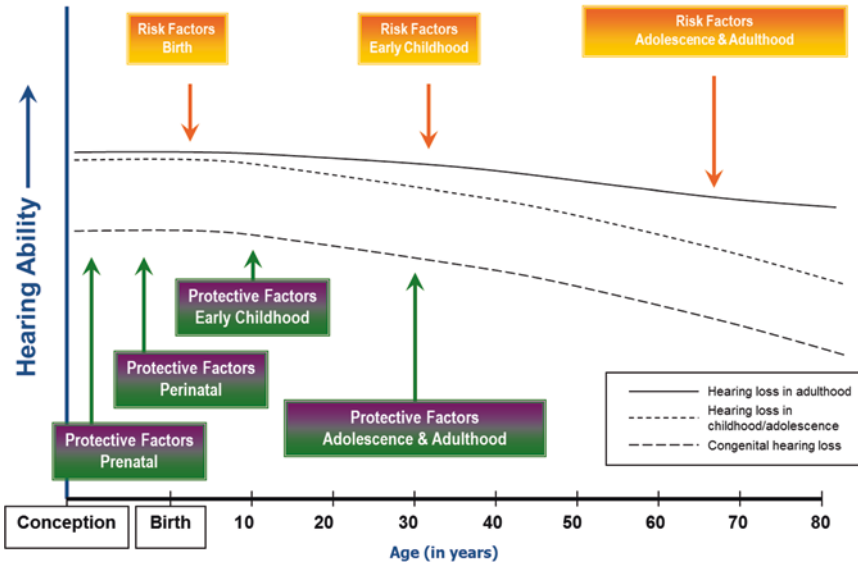 Risk Factors
Birth
Risk Factors
Early Childhood
Risk Factors
Adolescence & Adulthood
Hearing Ability
Protective Factors
Early Childhood
Protective Factors
Perinatal
Protective Factors
Prenatal
Protective Factors
Adolescence & Adulthood
Hearing loss in adulthood
Hearing loss in
childhood/adolescence
Congenital hearing loss
Conception
Birth
10 20 30 40 50 60 70 80
Age (in years)